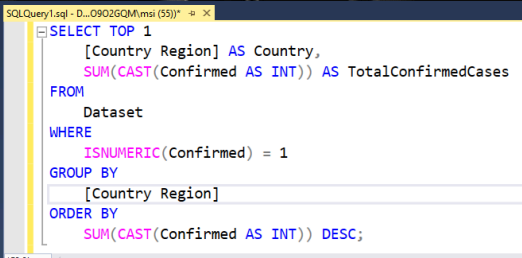 SQLQuery1.sql - D...O9O2GQM\msi (55))*
SELECT TOP 1
[Country Region] AS Country,
SUM(CAST(Confirmed AS INT)) AS TotalConfirmedCases
FROM
Dataset
WHERE
ISNUMERIC(Confirmed) = 1
GROUP BY
[Country Region]
ORDER BY
SUM(CAST(Confirmed AS INT)) DESC;